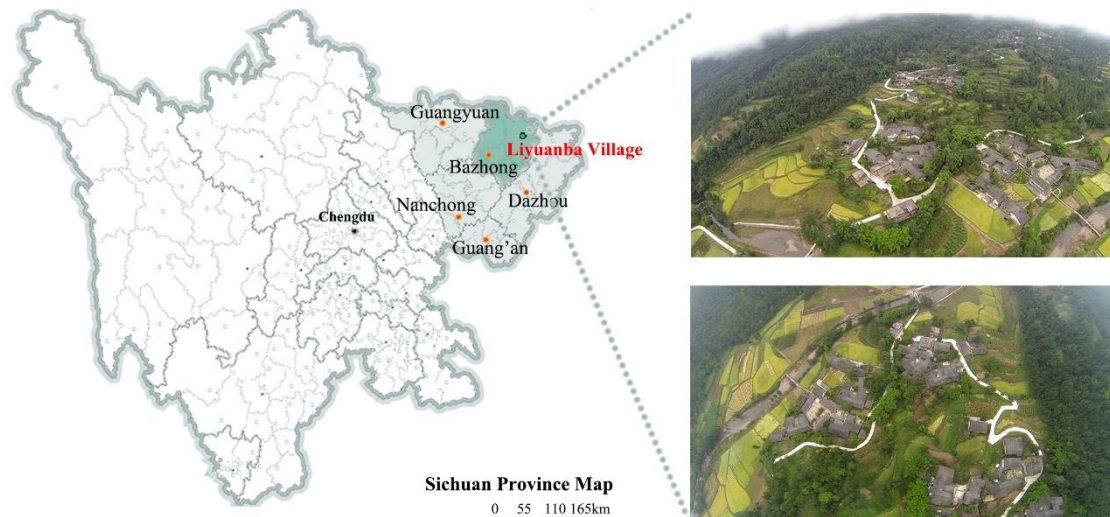 Guangyuan
Liyuanba Village
Bazhong
Dazhou
Nanchong
Chengdu
Guang'an
Sichuan Province Map
0 55 110 165km